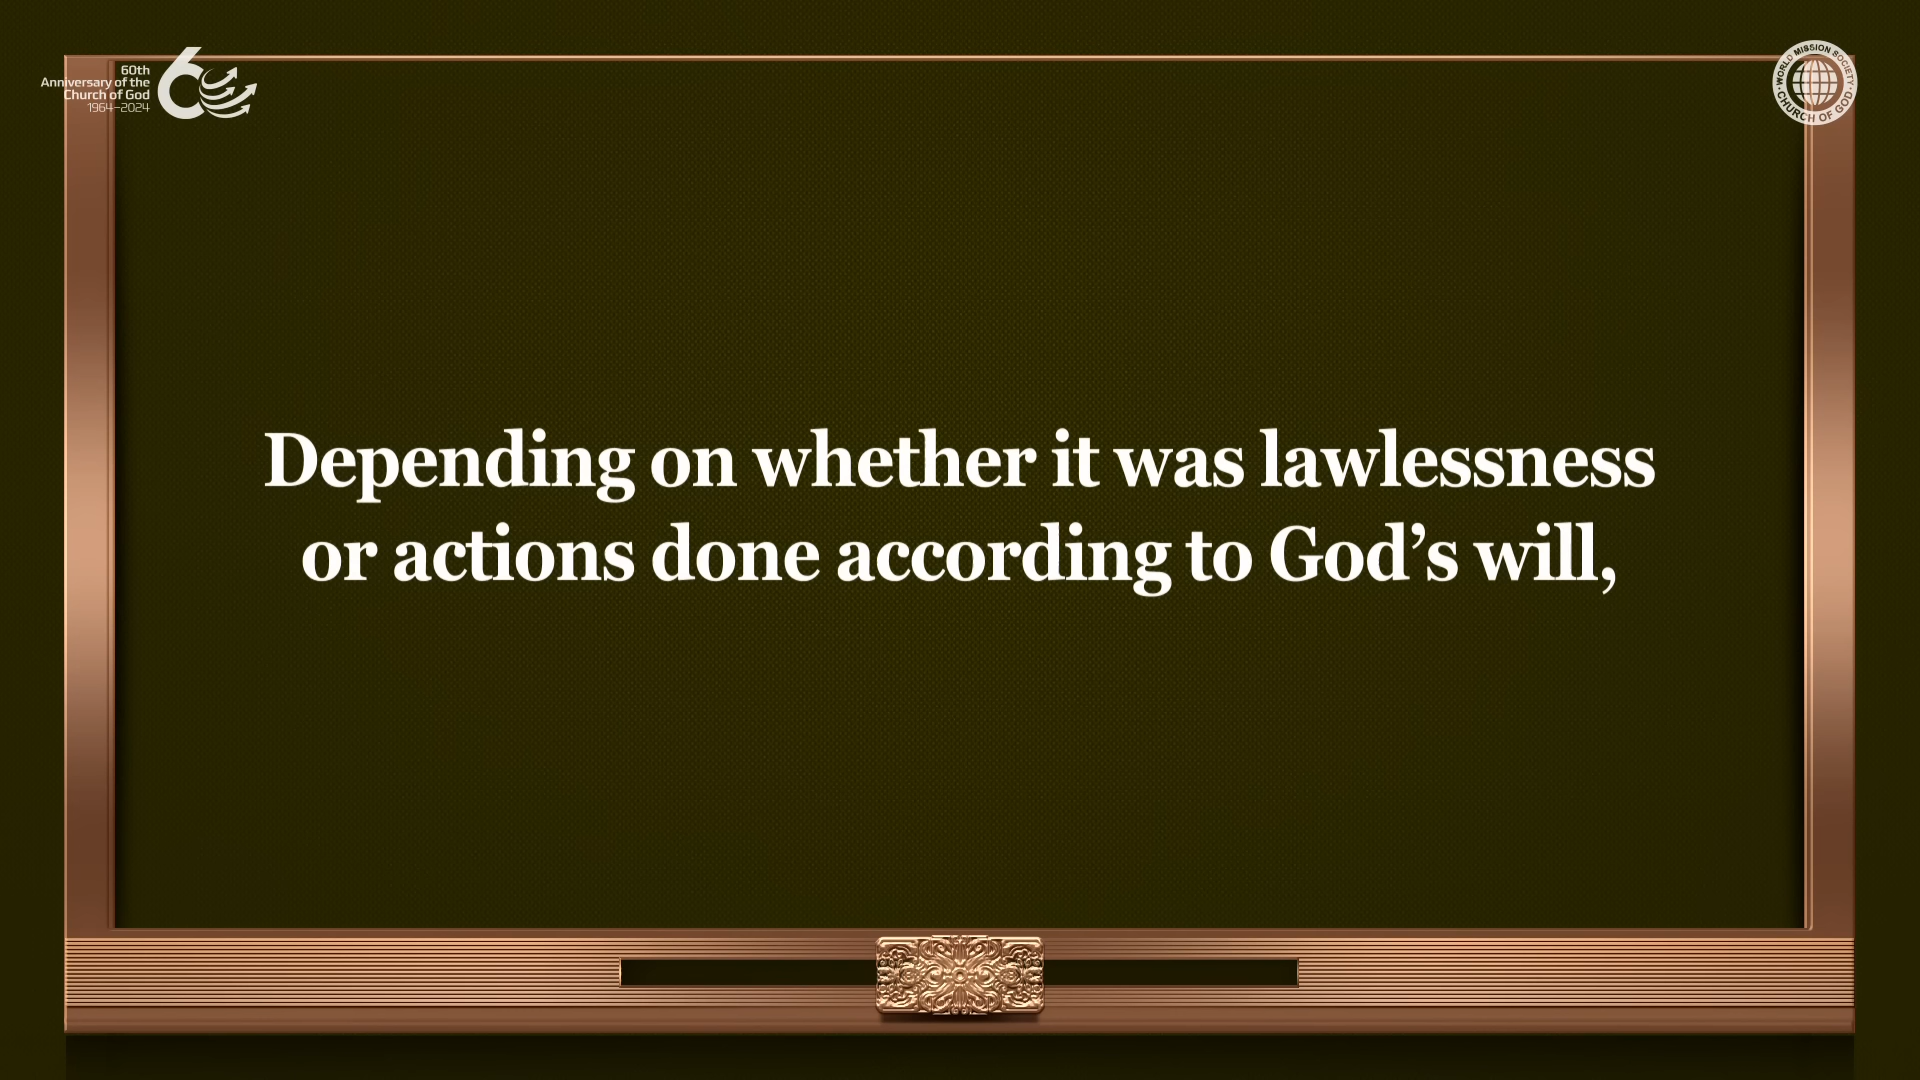 60th
Anniversary of the
Church of God
1964–2024
WORLD MISSION SOCIETY
CHURCH OF GOD
Depending on whether it was lawlessness
or actions done according to God’s will,